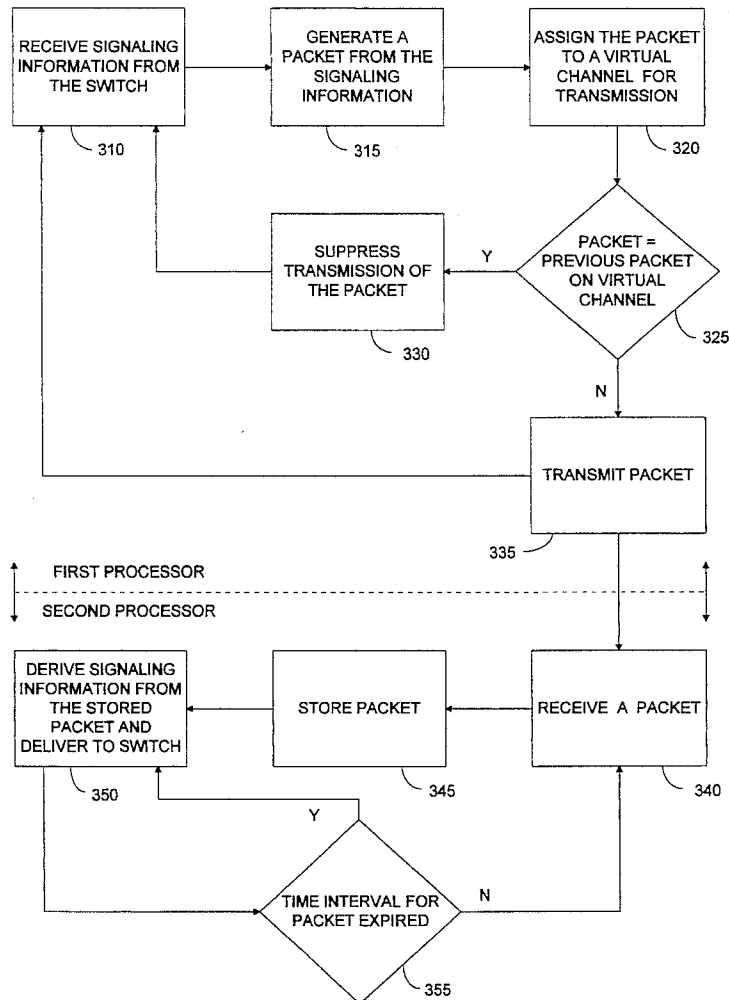 RECEIVE SIGNALING
INFORMATION FROM
THE SWITCH
310
GENERATE A
PACKET FROM THE
SIGNALING
INFORMATION
315
ASSIGN THE PACKET
TO A VIRTUAL
CHANNEL FOR
TRANSMISSION
320
PACKET =
PREVIOUS PACKET
ON VIRTUAL
CHANNEL
325
Y
SUPPRESS
TRANSMISSION OF
THE PACKET
330
N
TRANSMIT PACKET
335
FIRST PROCESSOR
SECOND PROCESSOR
RECEIVE A PACKET
340
STORE PACKET
345
DERIVE SIGNALING
INFORMATION FROM
THE STORED
PACKET AND
DELIVER TO SWITCH
350
Y
TIME INTERVAL FOR
PACKET EXPIRED
N
355